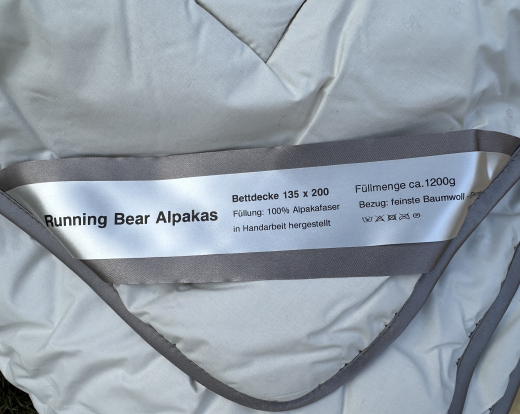 Running Bear Alpakas
Bettdecke 135 x 200
Füllung: 100% Alpakafaser
in Handarbeit hergestellt
Füllmenge ca.1200g
Bezug: feinste Baumwoll